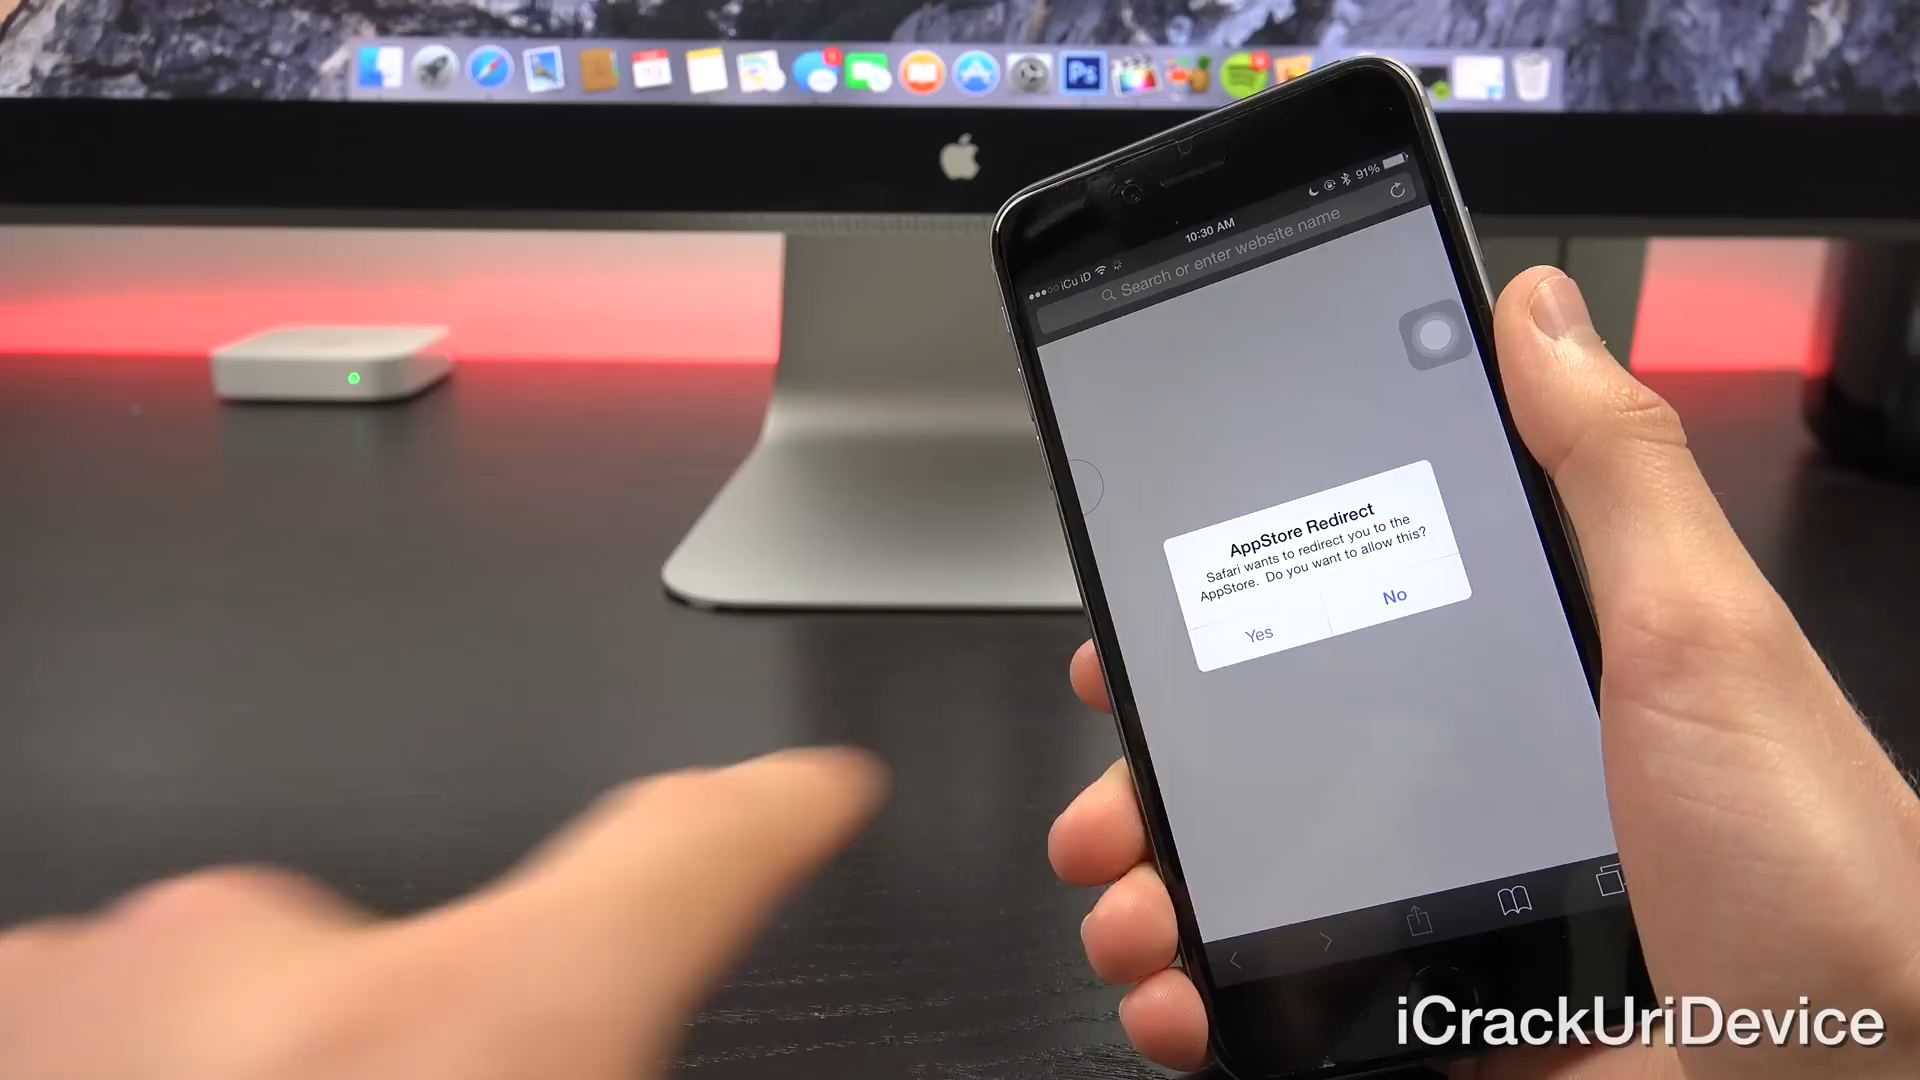 Ps
iCu iD
10:30 AM
91%
Search or enter website name
AppStore Redirect
Safari wants to redirect you to the
AppStore.  Do you want to allow this?
Yes
No
iCrackUriDevice